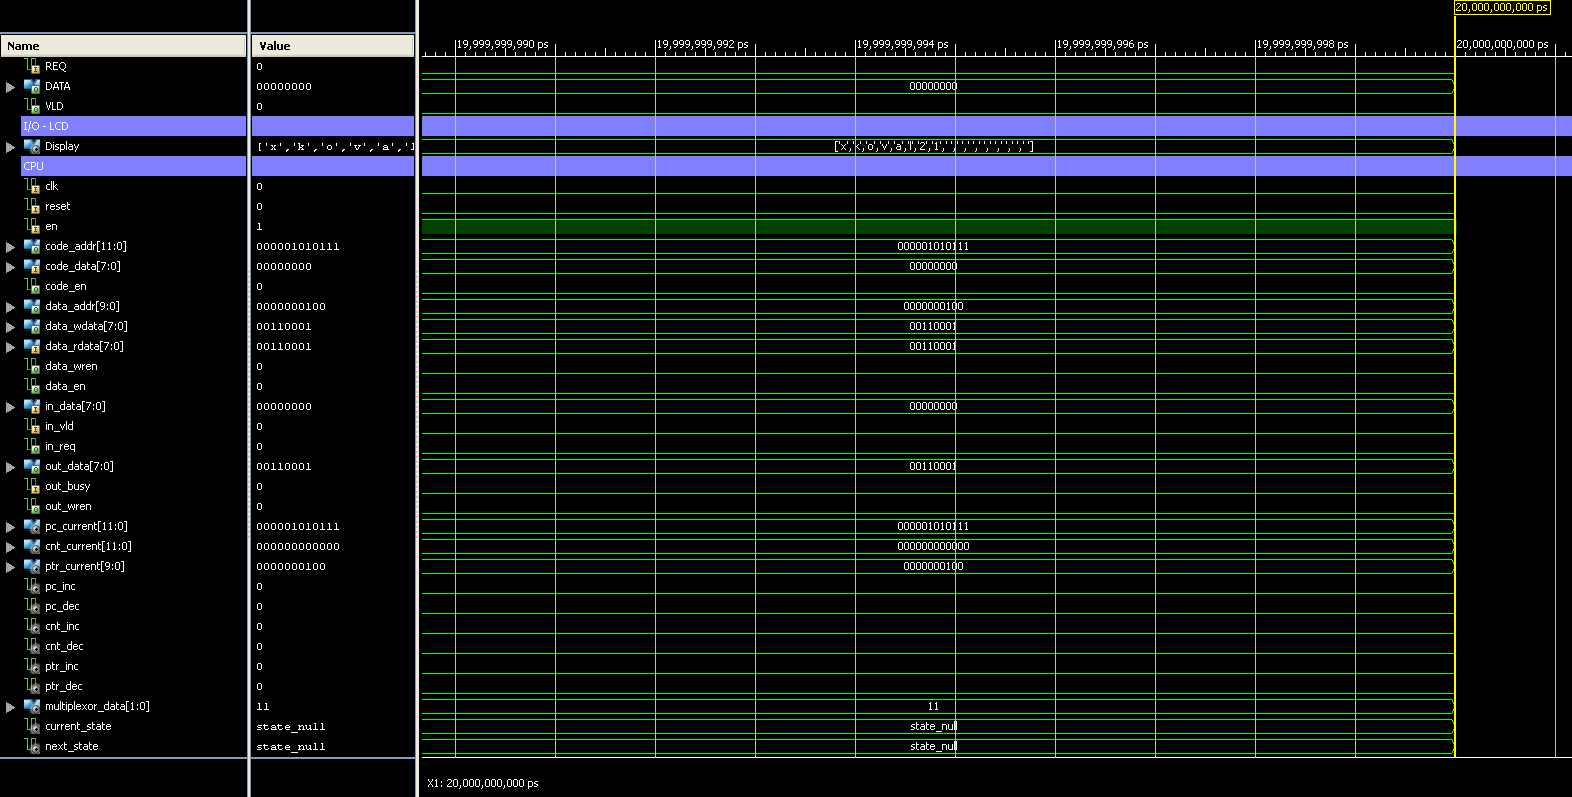 20,000,000,000 ps
Name Value 19,999,999,990 ps 19,999,999,992 ps 19,999,999,994 ps 19,999,999,996 ps 19,999,999,998 ps 20,000,000,000 ps
REQ 0
DATA 00000000 00000000
VLD 0
I/O - LCD
Display ['x','k','o','v','a','l ['x','k','o','v','a','l','2','1',' ',' ',' ',' ',' ',' ',' ',' ']
CPU
clk 0
reset 0
en 1
code_addr[11:0] 000001010111 000001010111
code_data[7:0] 00000000 00000000
code_en 0
data_addr[9:0] 0000000100 0000000100
data_wdata[7:0] 00110001 00110001
data_rdata[7:0] 00110001 00110001
data_wren 0
data_en 0
in_data[7:0] 00000000 00000000
in_vld 0
in_req 0
out_data[7:0] 00110001 00110001
out_busy 0
out_wren 0
pc_current[11:0] 000001010111 000001010111
cnt_current[11:0] 000000000000 000000000000
ptr_current[9:0] 0000000100 0000000100
pc_inc 0
pc_dec 0
cnt_inc 0
cnt_dec 0
ptr_inc 0
ptr_dec 0
multiplexor_data[1:0] 11 11
current_state state_null state_null
next_state state_null state_null
X1: 20,000,000,000 ps